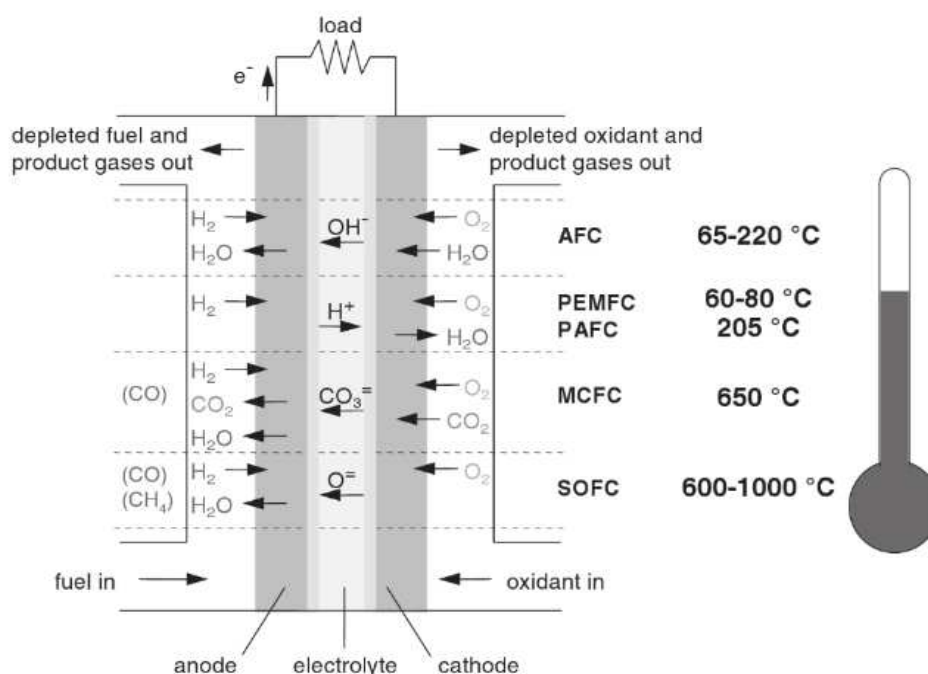 load
e⁻
depleted fuel and
product gases out
depleted oxidant and
product gases out
H₂
OH⁻
O₂
H₂O
H₂O
AFC
65-220 °C
H₂
H⁺
O₂
H₂O
PEMFC
60-80 °C
PAFC
205 °C
(CO)
H₂
CO₂
H₂O
CO₃⁼
O₂
CO₂
MCFC
650 °C
(CO)
(CH₄)
H₂
H₂O
O⁼
O₂
SOFC
600-1000 °C
fuel in
oxidant in
anode
electrolyte
cathode